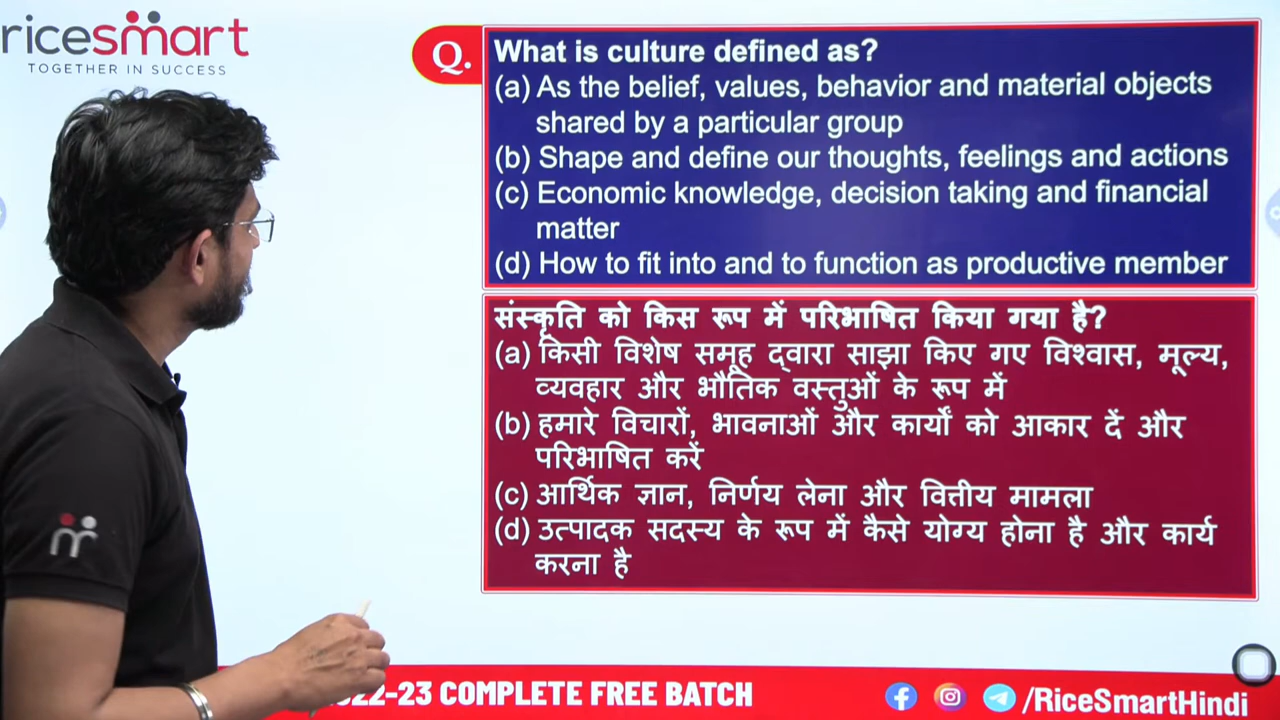 ricesmart
TOGETHER IN SUCCESS
Q.
What is culture defined as?
(a) As the belief, values, behavior and material objects
shared by a particular group
(b) Shape and define our thoughts, feelings and actions
(c) Economic knowledge, decision taking and financial
matter
(d) How to fit into and to function as productive member
संस्कृति को किस रूप में परिभाषित किया गया है?
(a) किसी विशेष समूह द्वारा साझा किए गए विश्वास, मूल्य,
व्यवहार और भौतिक वस्तुओं के रूप में
(b) हमारे विचारों, भावनाओं और कार्यों को आकार दें और
परिभाषित करें
(c) आर्थिक ज्ञान, निर्णय लेना और वित्तीय मामला
(d) उत्पादक सदस्य के रूप में कैसे योग्य होना है और कार्य
करना है
22-23 COMPLETE FREE BATCH
/RiceSmartHindi